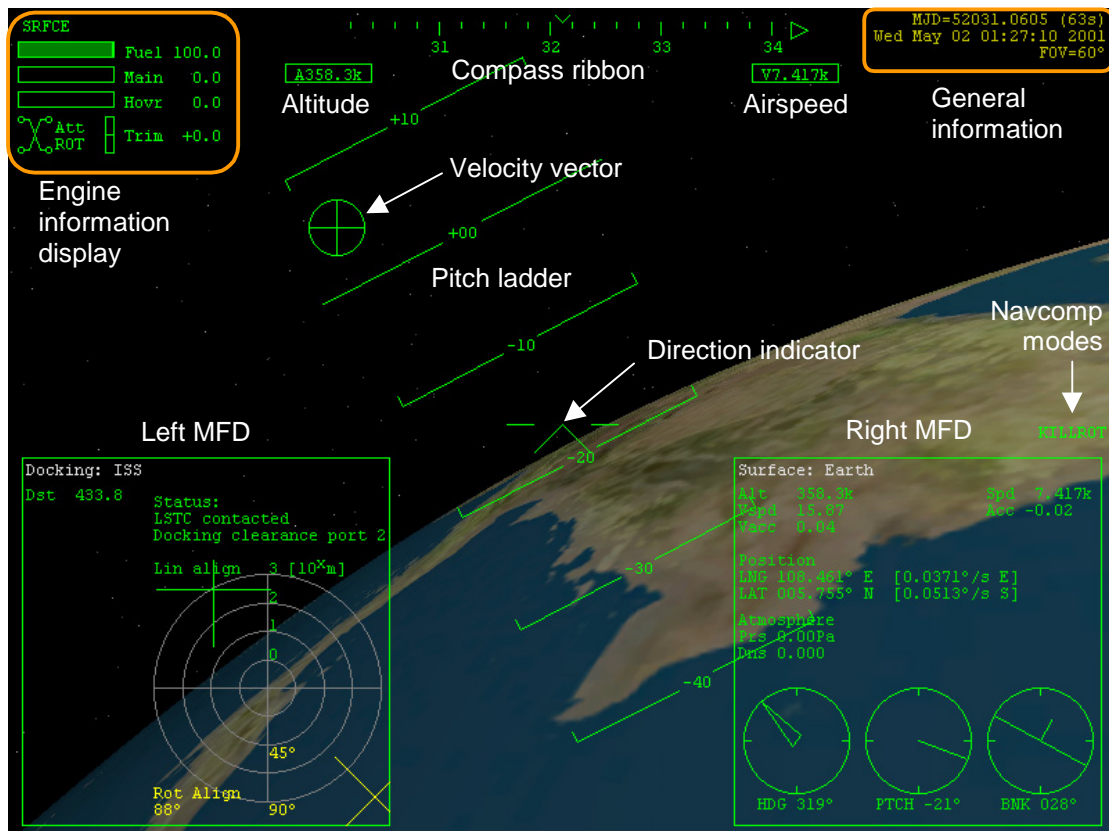 SRFCE
Fuel 100.0
Main 0.0
Hovr 0.0
Att
ROT
Trim +0.0
Engine
information
display
31 32 33 34
A358.3k
Altitude
Compass ribbon
V7.417k
Airspeed
MJD=52031.0605 (63s)
Wed May 02 01:27:10 2001
FOV=60°
General
information
+10
Velocity vector
+00
Pitch ladder
-10
Direction indicator
-20
-30
-40
Navcomp
modes
KILLROT
Left MFD
Docking: ISS
Dst 433.8
Status:
LSTC contacted
Docking clearance port 2
Lin align 3 [10^x m]
2
1
0
45°
Rot Align
88° 90°
Right MFD
Surface: Earth
Alt 358.3k Spd 7.417k
Vspd 15.87 Acc -0.02
Vacc 0.04
Position
LNG 108.461° E [0.0371°/s E]
LAT 005.755° N [0.0513°/s S]
Atmosphere
Prs 0.00Pa
Dns 0.000
HDG 319° PTCH -21° BNK 028°